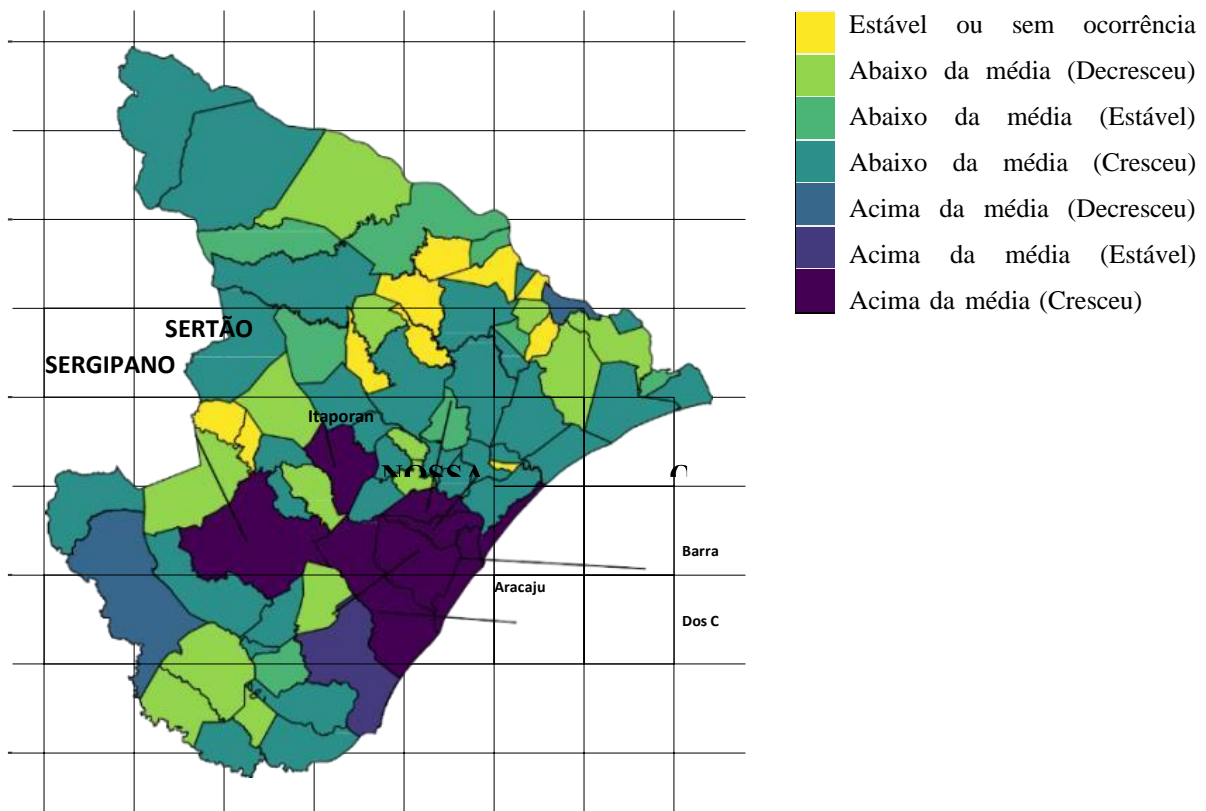 Estável ou sem ocorrência
Abaixo da média (Decresceu)
Abaixo da média (Estável)
Abaixo da média (Cresceu)
Acima da média (Decresceu)
Acima da média (Estável)
Acima da média (Cresceu)
SERTÃO
SERGIPANO
Itaporan
NOSSA
Barra
Aracaju
Dos C